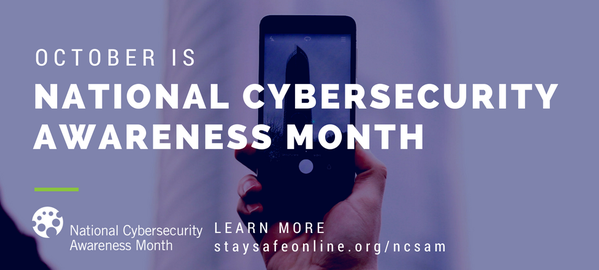 OCTOBER IS
NATIONAL CYBERSECURITY
AWARENESS MONTH
National Cybersecurity
Awareness Month
LEARN MORE
staysafeonline.org/ncsam